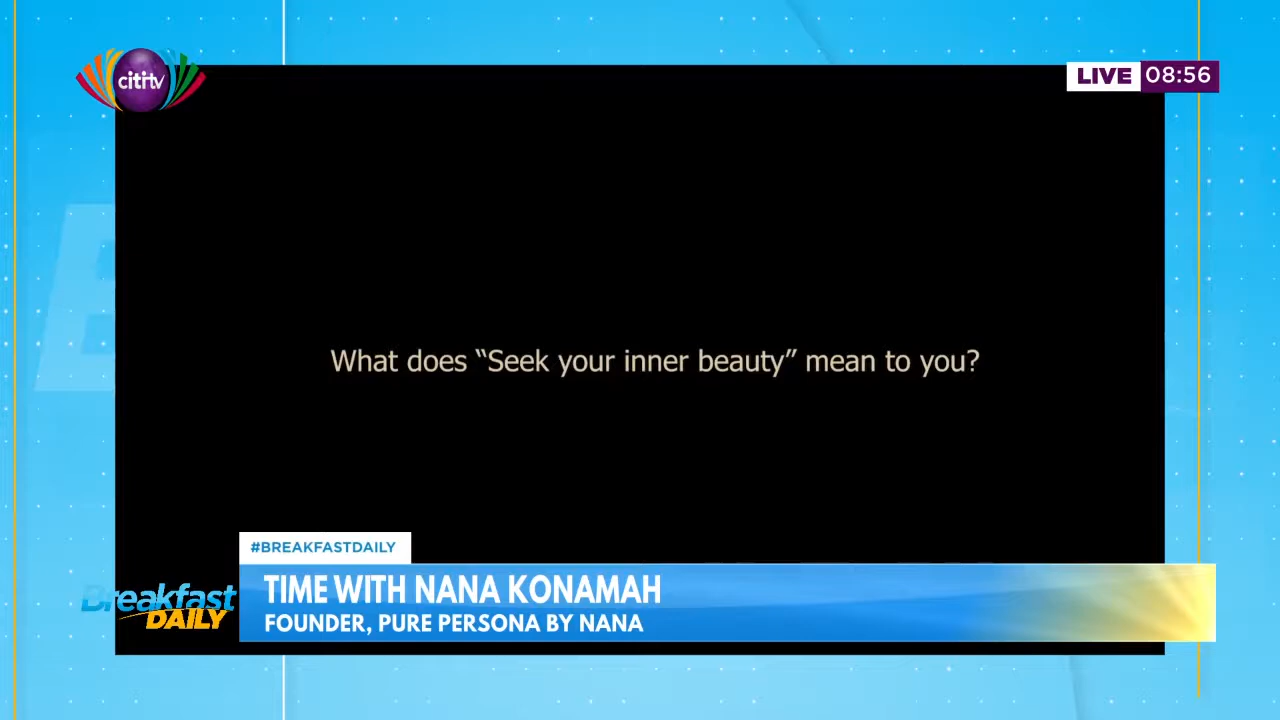 citi tv
LIVE 08:56
What does “Seek your inner beauty” mean to you?
#BREAKFASTDAILY
Breakfast
DAILY
TIME WITH NANA KONAMAH
FOUNDER, PURE PERSONA BY NANA